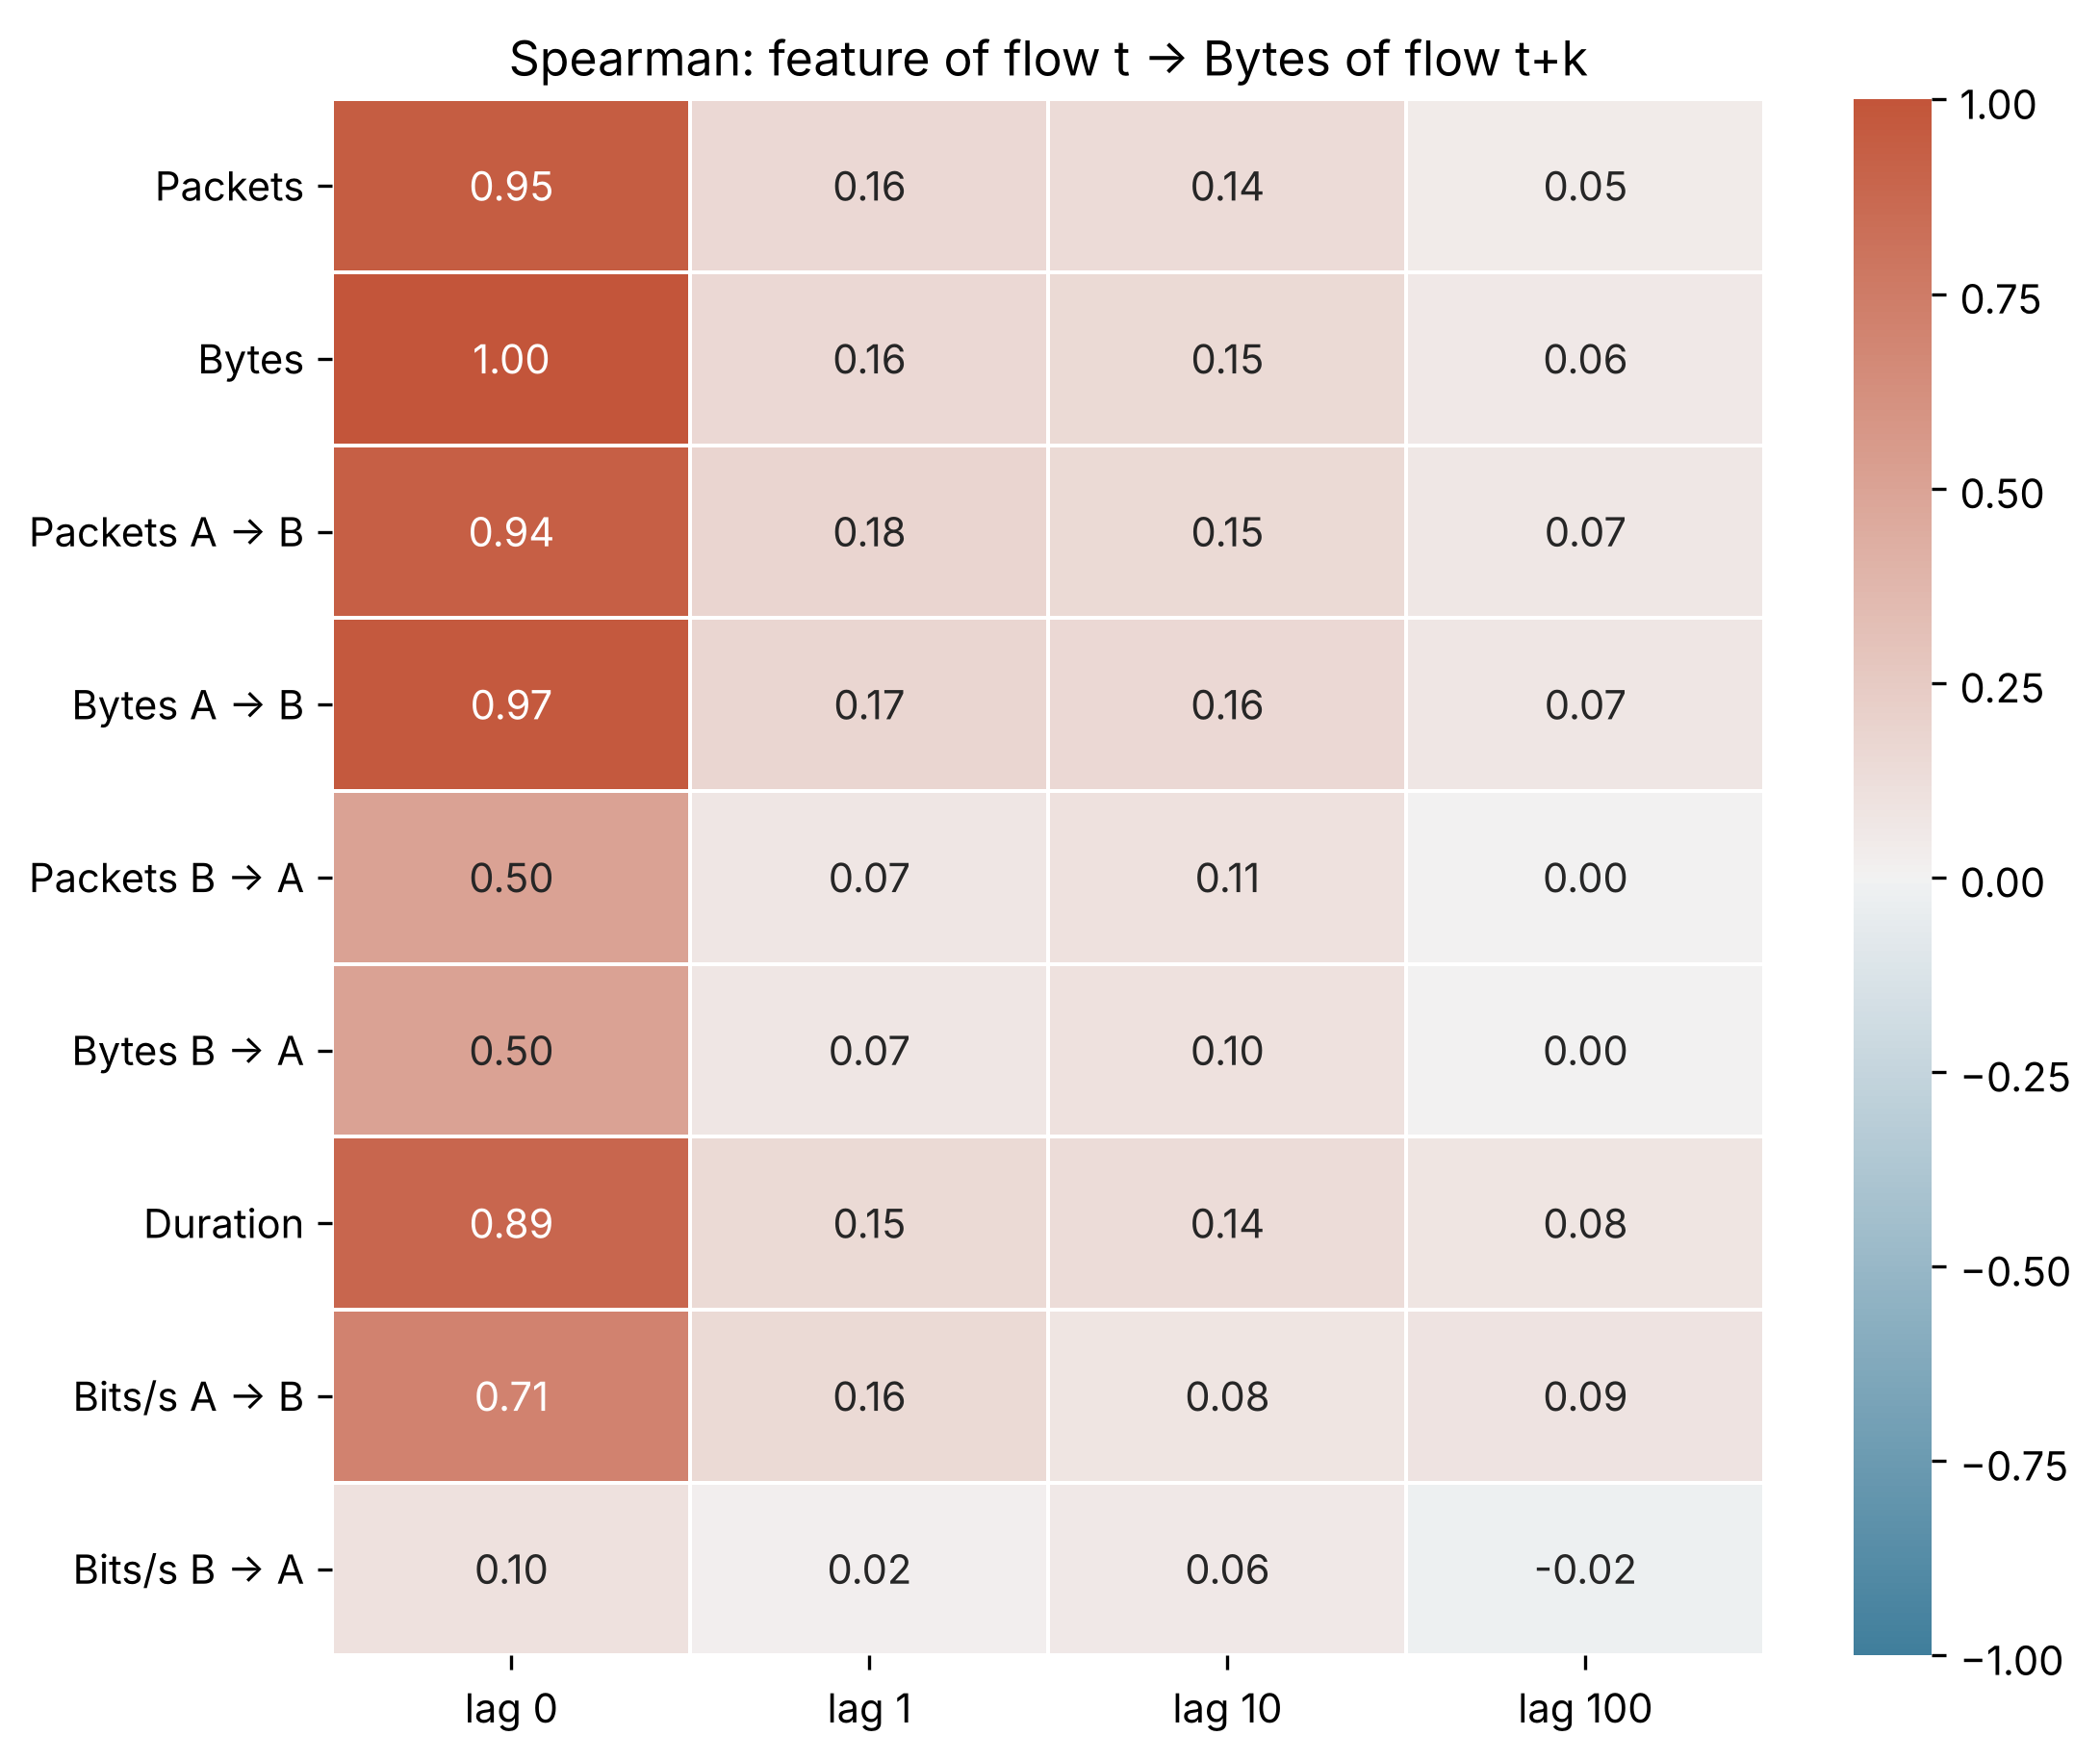 Spearman: feature of flow t → Bytes of flow t+k
Packets 0.95 0.16 0.14 0.05
Bytes 1.00 0.16 0.15 0.06
Packets A → B 0.94 0.18 0.15 0.07
Bytes A → B 0.97 0.17 0.16 0.07
Packets B → A 0.50 0.07 0.11 0.00
Bytes B → A 0.50 0.07 0.10 0.00
Duration 0.89 0.15 0.14 0.08
Bits/s A → B 0.71 0.16 0.08 0.09
Bits/s B → A 0.10 0.02 0.06 -0.02
lag 0 lag 1 lag 10 lag 100
1.00
0.75
0.50
0.25
0.00
−0.25
−0.50
−0.75
−1.00